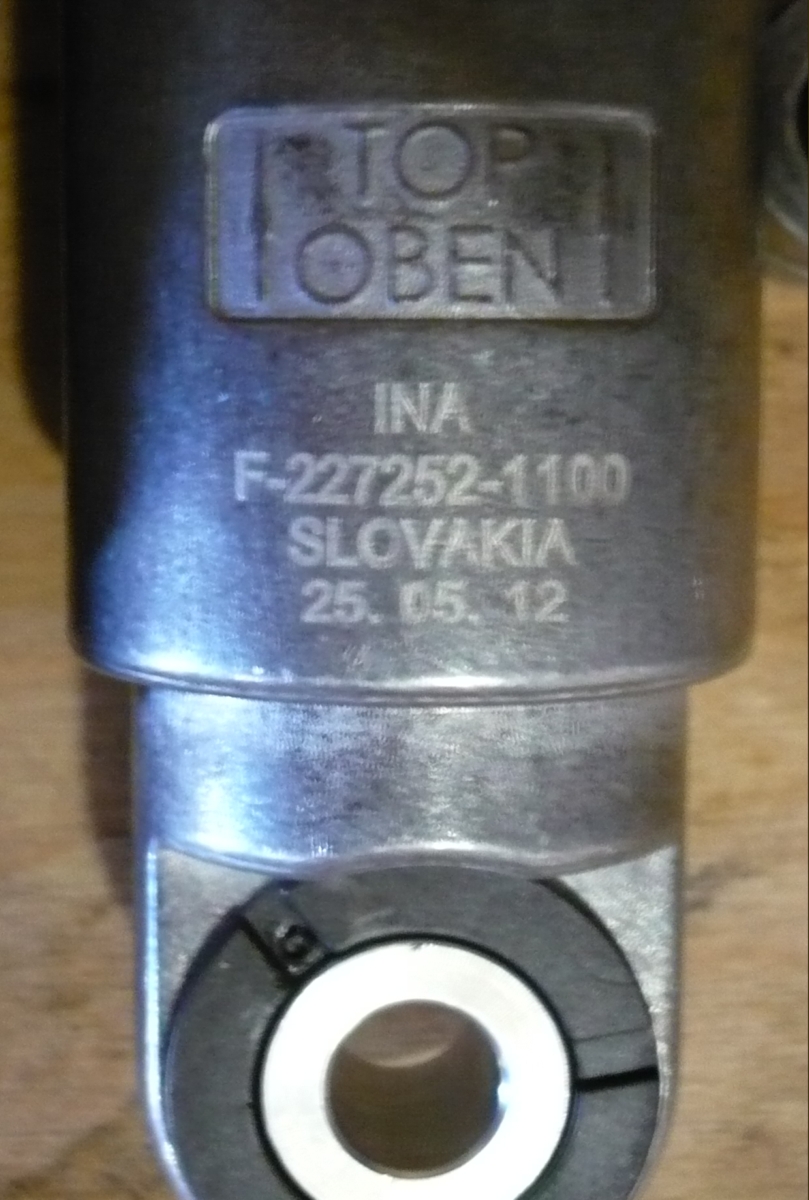 TOP
OBEN
INA
F-227252-1100
SLOVAKIA
25. 05. 12